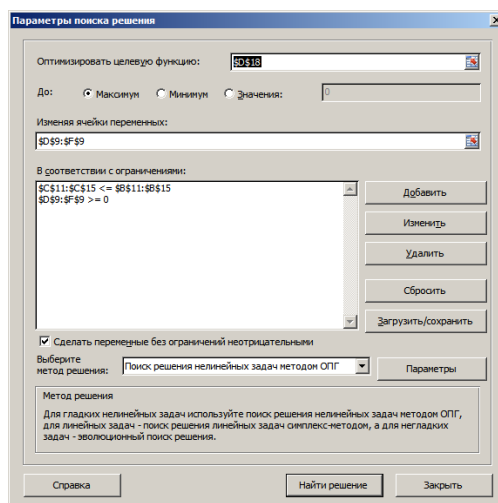 Параметры поиска решения
Оптимизировать целевую функцию: $D$18
До: Максимум Минимум Значения: 0
Изменяя ячейки переменных:
$D$9:$F$9
В соответствии с ограничениями:
$C$11:$C$15 <= $B$11:$B$15
$D$9:$F$9 >= 0
Добавить
Изменить
Удалить
Сбросить
Загрузить/сохранить
Сделать переменные без ограничений неотрицательными
Выберите метод решения: Поиск решения нелинейных задач методом ОПГ Параметры
Метод решения
Для гладких нелинейных задач используйте поиск решения нелинейных задач методом ОПГ,
для линейных задач - поиск решения линейных задач симплекс-методом, а для негладких
задач - эволюционный поиск решения.
Справка Найти решение Закрыть